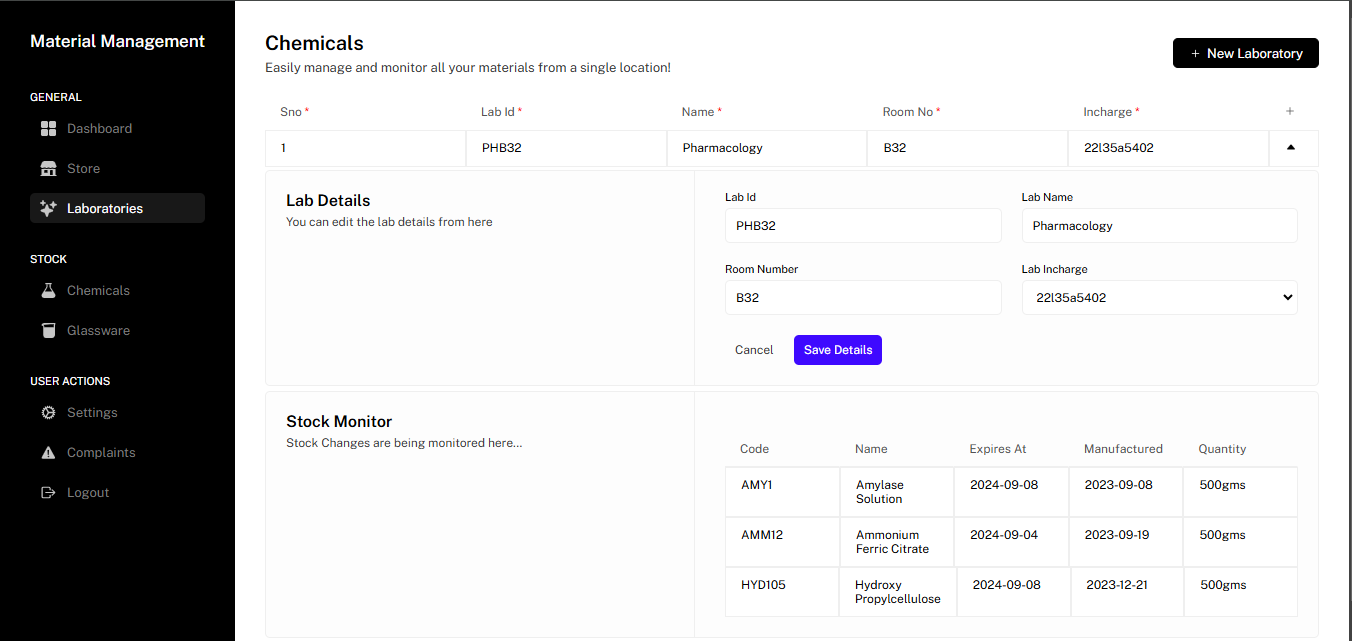 Material Management
GENERAL
Dashboard
Store
Laboratories
STOCK
Chemicals
Glassware
USER ACTIONS
Settings
Complaints
Logout
Chemicals
Easily manage and monitor all your materials from a single location!
+ New Laboratory
Sno * Lab Id * Name * Room No * Incharge * +
1 PHB32 Pharmacology B32 22l35a5402
Lab Details
You can edit the lab details from here
Lab Id Lab Name
PHB32 Pharmacology
Room Number Lab Incharge
B32 22l35a5402
Cancel Save Details
Stock Monitor
Stock Changes are being monitored here...
Code Name Expires At Manufactured Quantity
AMY1 Amylase 2024-09-08 2023-09-08 500gms
Solution
AMM12 Ammonium 2024-09-04 2023-09-19 500gms
Ferric Citrate
HYD105 Hydroxy 2024-09-08 2023-12-21 500gms
Propylcellulose